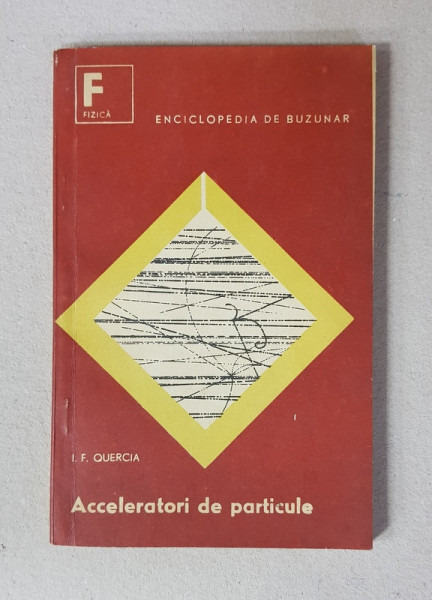 F
FIZICĂ
ENCICLOPEDIA DE BUZUNAR
I. F. QUERCIA
Acceleratori de particule